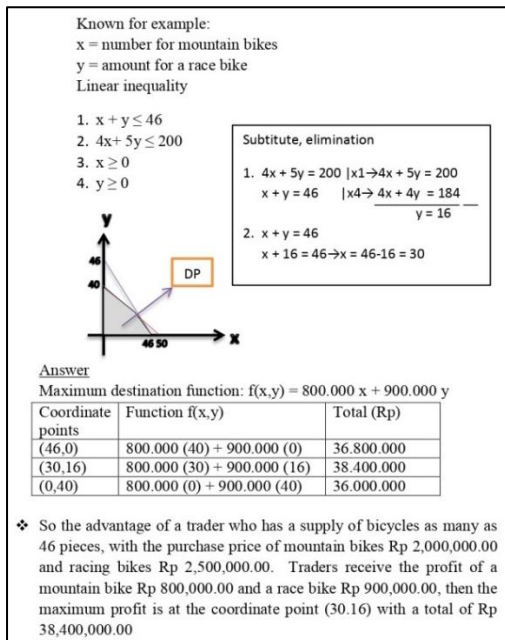 Known for example:
x = number for mountain bikes
y = amount for a race bike
Linear inequality
1. x + y ≤ 46
2. 4x+ 5y ≤ 200
3. x ≥ 0
4. y ≥ 0
Subtitute, elimination
1. 4x + 5y = 200 |x1→4x + 5y = 200
x + y = 46 |x4→ 4x + 4y = 184
y = 16
2. x + y = 46
x + 16 = 46→x = 46-16 = 30
y
46
40
DP
46 50
x
Answer
Maximum destination function: f(x,y) = 800.000 x + 900.000 y
Coordinate points | Function f(x,y) | Total (Rp)
(46,0) | 800.000 (40) + 900.000 (0) | 36.800.000
(30,16) | 800.000 (30) + 900.000 (16) | 38.400.000
(0,40) | 800.000 (0) + 900.000 (40) | 36.000.000
❖ So the advantage of a trader who has a supply of bicycles as many as
46 pieces, with the purchase price of mountain bikes Rp 2,000,000.00
and racing bikes Rp 2,500,000.00. Traders receive the profit of a
mountain bike Rp 800,000.00 and a race bike Rp 900,000.00, then the
maximum profit is at the coordinate point (30.16) with a total of Rp
38,400,000.00